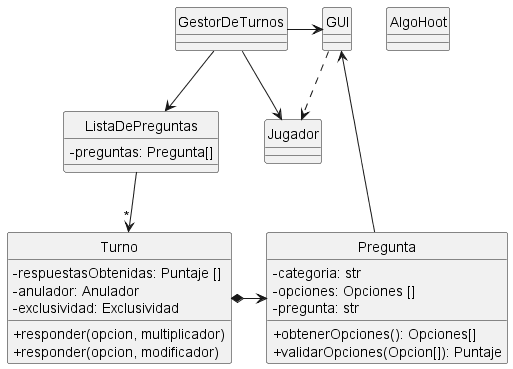 GestorDeTurnos
GUI
AlgoHoot
ListaDePreguntas
-preguntas: Pregunta[]
Jugador
*
Turno
-respuestasObtenidas: Puntaje []
-anulador: Anulador
-exclusividad: Exclusividad
+responder(opcion, multiplicador)
+responder(opcion, modificador)
Pregunta
-categoria: str
-opciones: Opciones []
-pregunta: str
+obtenerOpciones(): Opciones[]
+validarOpciones(Opcion[]): Puntaje